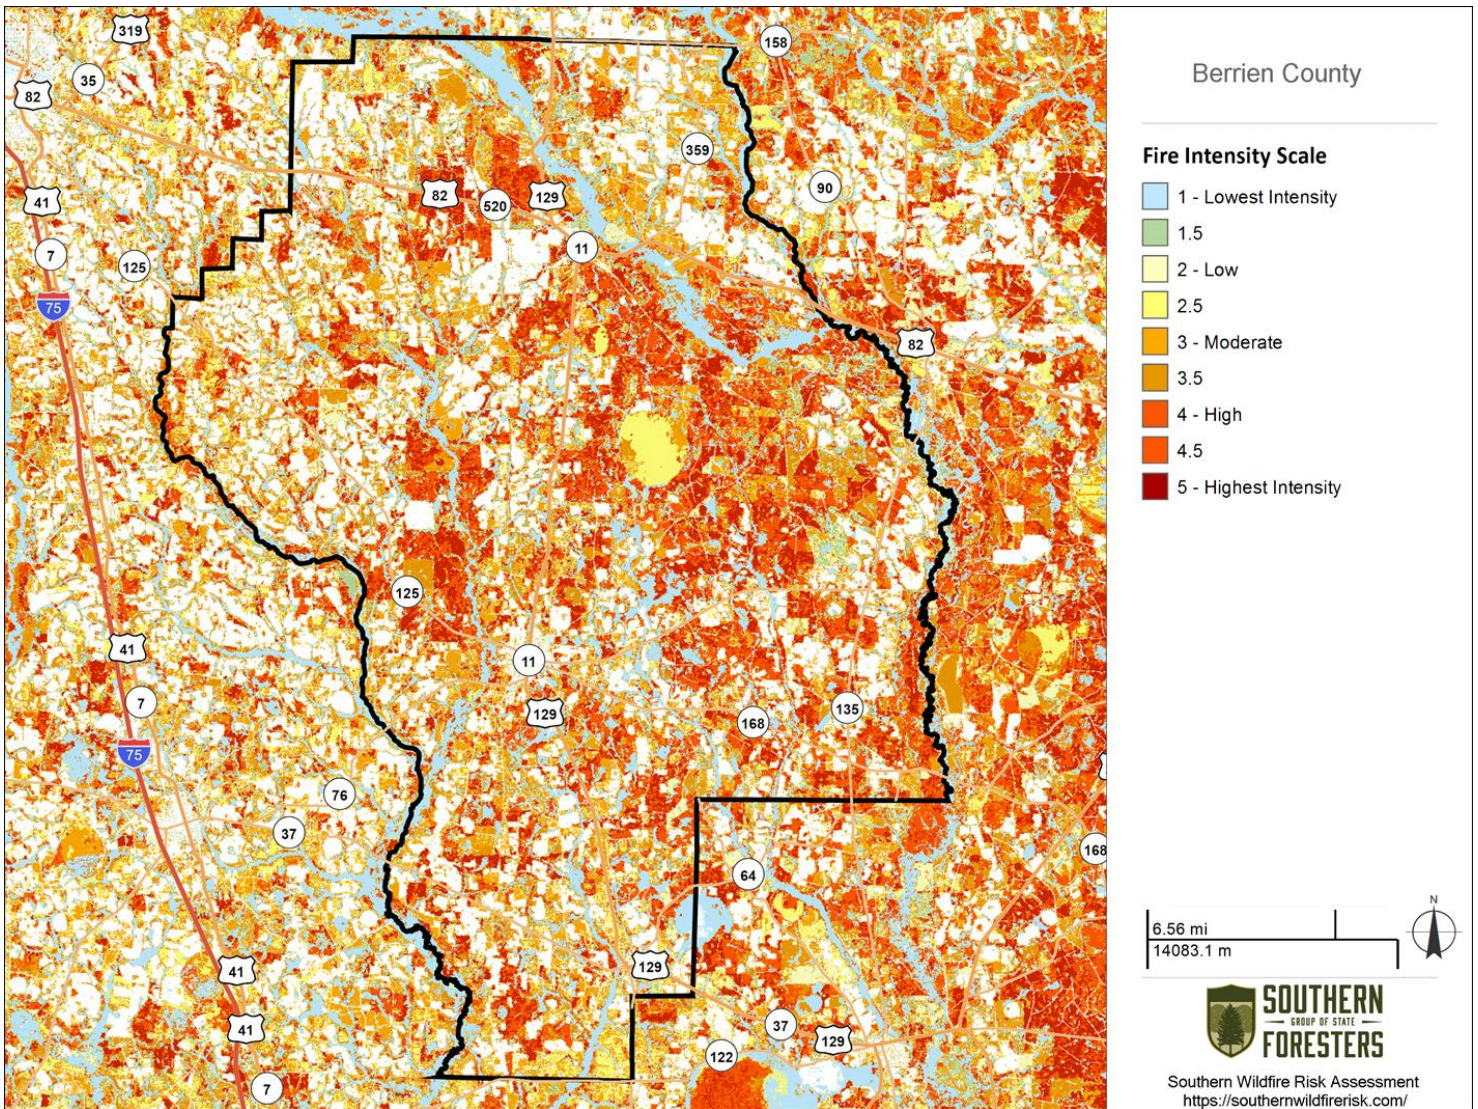 319
158
35
82
359
82
90
41
520
129
7
11
125
75
82
125
41
11
7
129
168
135
75
76
37
168
64
129
41
37
41
129
122
7
Berrien County
Fire Intensity Scale
1 - Lowest Intensity
1.5
2 - Low
2.5
3 - Moderate
3.5
4 - High
4.5
5 - Highest Intensity
N
6.56 mi
14083.1 m
SOUTHERN
GROUP OF STATE
FORESTERS
Southern Wildfire Risk Assessment
https://southernwildfirerisk.com/